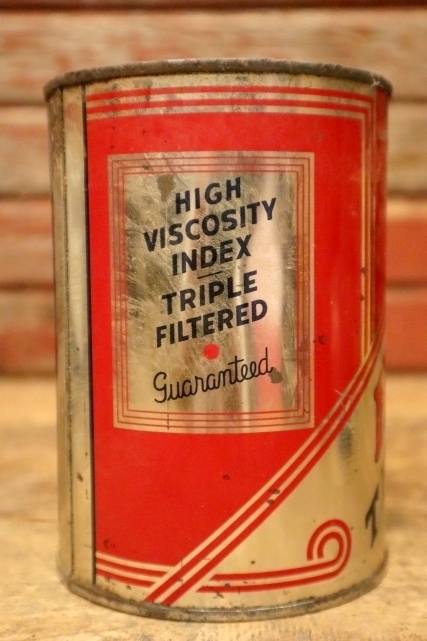 HIGH
VISCOSITY
INDEX
TRIPLE
FILTERED
Guaranteed
T